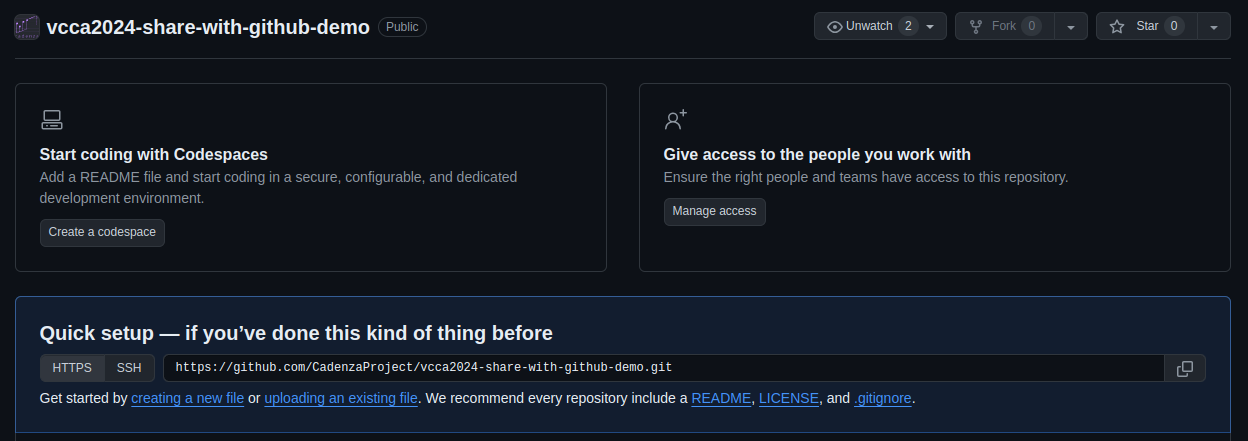 vcca2024-share-with-github-demo Public Unwatch 2 Fork 0 Star 0
Start coding with Codespaces
Add a README file and start coding in a secure, configurable, and dedicated
development environment.
Create a codespace
Give access to the people you work with
Ensure the right people and teams have access to this repository.
Manage access
Quick setup — if you’ve done this kind of thing before
HTTPS SSH https://github.com/CadenzaProject/vcca2024-share-with-github-demo.git
Get started by creating a new file or uploading an existing file. We recommend every repository include a README, LICENSE, and .gitignore.